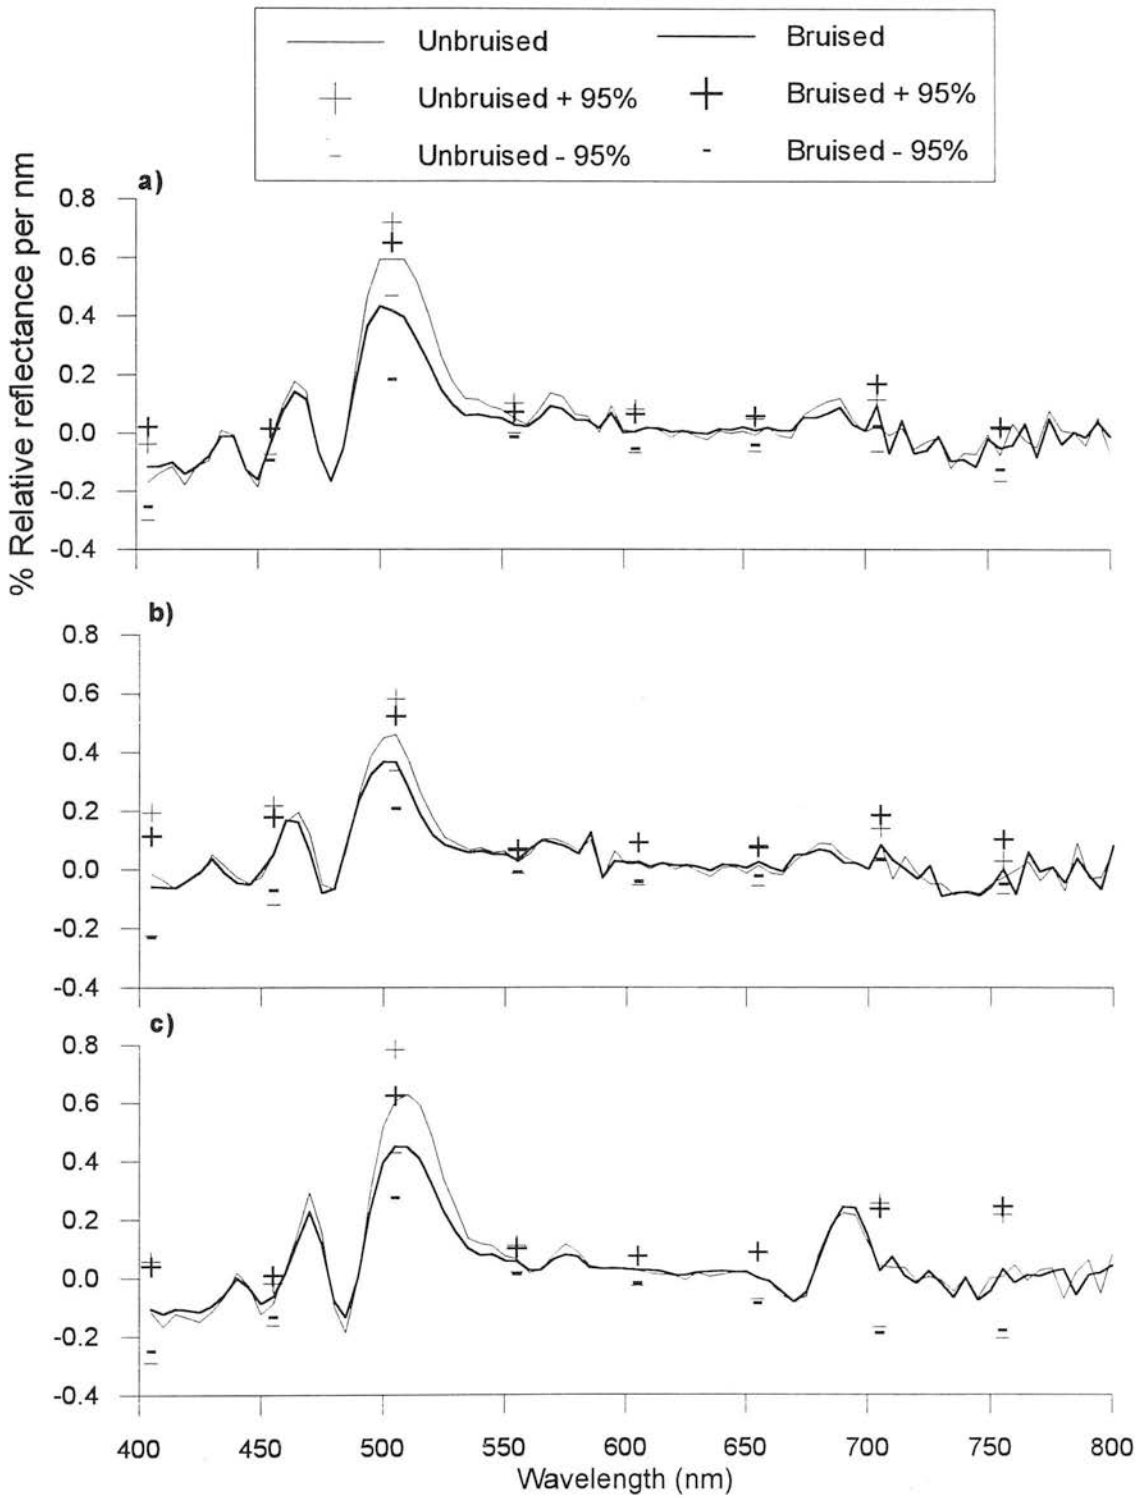 Unbruised Bruised
Unbruised + 95% Bruised + 95%
Unbruised - 95% Bruised - 95%
% Relative reflectance per nm
a)
0.8
0.6
0.4
0.2
0.0
-0.2
-0.4
b)
0.8
0.6
0.4
0.2
0.0
-0.2
-0.4
c)
0.8
0.6
0.4
0.2
0.0
-0.2
-0.4
400 450 500 550 600 650 700 750 800
Wavelength (nm)